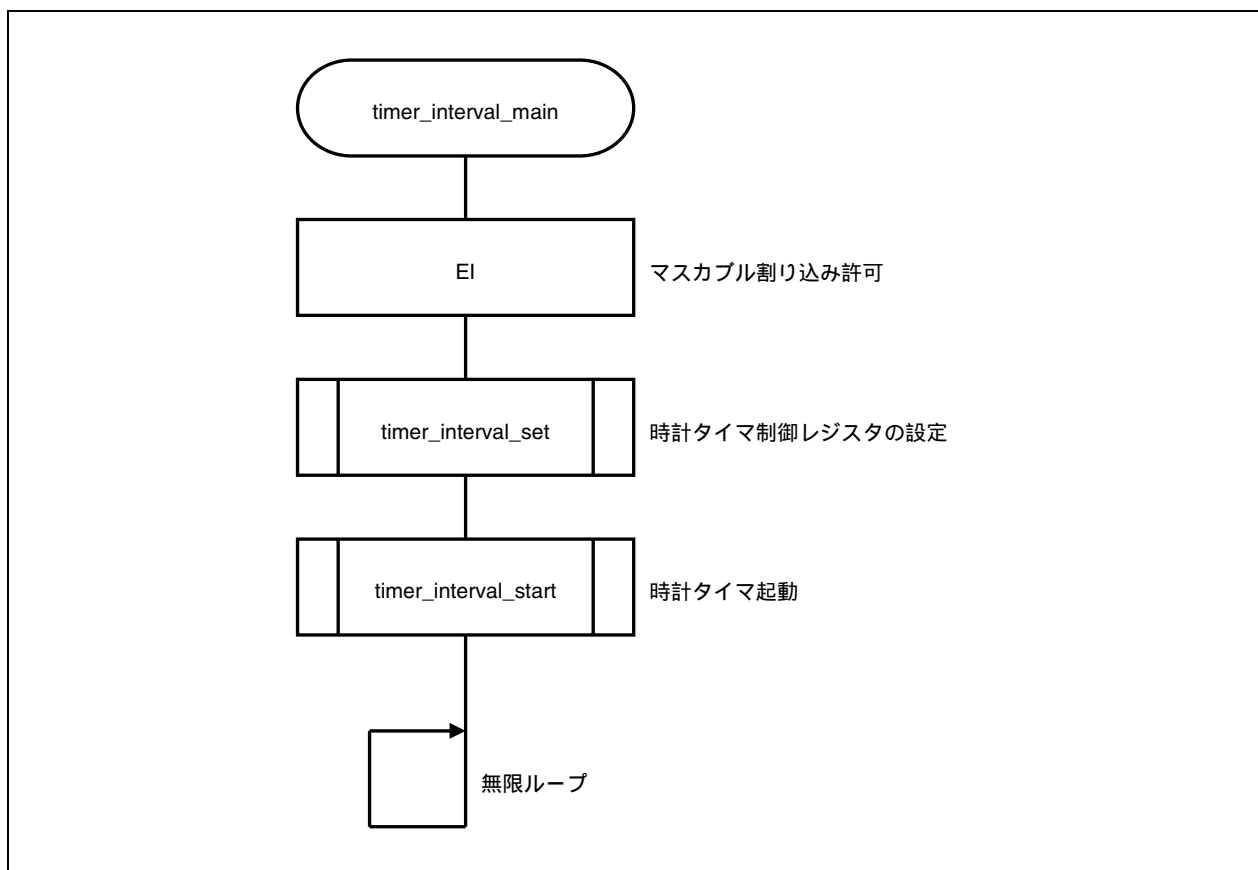 timer_interval_main
EI
マスカブル割り込み許可
timer_interval_set
時計タイマ制御レジスタの設定
timer_interval_start
時計タイマ起動
無限ループ